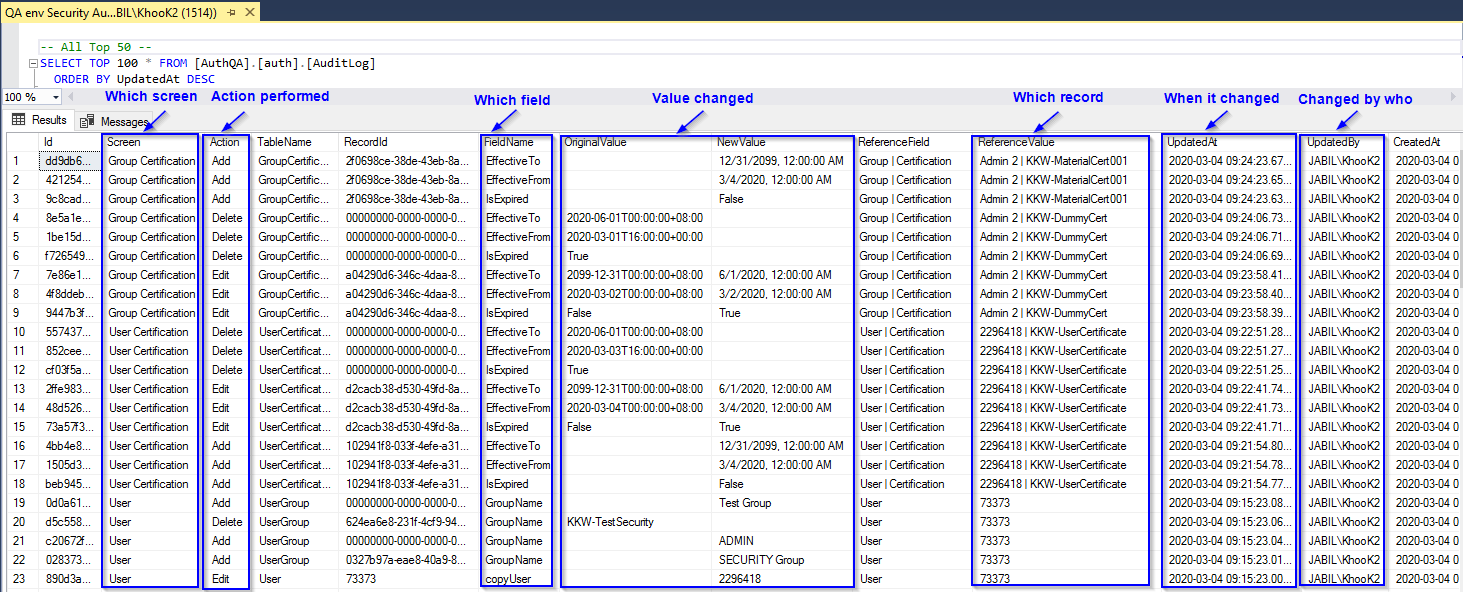 QA env Security Au...BIL\KhooK2 (1514))
-- All Top 50 --
SELECT TOP 100 * FROM [AuthQA].[auth].[AuditLog]
ORDER BY UpdatedAt DESC
100 %
Which screen Action performed Which field Value changed Which record When it changed Changed by who
Results Messages
Id Screen Action TableName RecordId FieldName OriginalValue NewValue ReferenceField ReferenceValue UpdatedAt UpdatedBy CreatedAt
1 dd9db6... Group Certification Add GroupCertific... 2f0698ce-38de-43eb-8a... EffectiveTo 12/31/2099, 12:00:00 AM Group | Certification Admin 2 | KKW-MaterialCert001 2020-03-04 09:24:23.67... JABIL\KhooK2 2020-03-04 0
2 421254... Group Certification Add GroupCertific... 2f0698ce-38de-43eb-8a... EffectiveFrom 3/4/2020, 12:00:00 AM Group | Certification Admin 2 | KKW-MaterialCert001 2020-03-04 09:24:23.65... JABIL\KhooK2 2020-03-04 0
3 9c8cad... Group Certification Add GroupCertific... 2f0698ce-38de-43eb-8a... IsExpired False Group | Certification Admin 2 | KKW-MaterialCert001 2020-03-04 09:24:23.63... JABIL\KhooK2 2020-03-04 0
4 8e5a1e... Group Certification Delete GroupCertific... 00000000-0000-0000-0... EffectiveTo 2020-06-01T00:00:00+08:00 Group | Certification Admin 2 | KKW-DummyCert 2020-03-04 09:24:06.73... JABIL\KhooK2 2020-03-04 0
5 1be15d... Group Certification Delete GroupCertific... 00000000-0000-0000-0... EffectiveFrom 2020-03-01T16:00:00+00:00 Group | Certification Admin 2 | KKW-DummyCert 2020-03-04 09:24:06.71... JABIL\KhooK2 2020-03-04 0
6 f726549... Group Certification Delete GroupCertific... 00000000-0000-0000-0... IsExpired True Group | Certification Admin 2 | KKW-DummyCert 2020-03-04 09:24:06.69... JABIL\KhooK2 2020-03-04 0
7 7e86e1... Group Certification Edit GroupCertific... a04290d6-346c-4daa-8... EffectiveTo 2099-12-31T00:00:00+08:00 6/1/2020, 12:00:00 AM Group | Certification Admin 2 | KKW-DummyCert 2020-03-04 09:23:58.41... JABIL\KhooK2 2020-03-04 0
8 4f8ddeb... Group Certification Edit GroupCertific... a04290d6-346c-4daa-8... EffectiveFrom 2020-03-02T00:00:00+08:00 3/2/2020, 12:00:00 AM Group | Certification Admin 2 | KKW-DummyCert 2020-03-04 09:23:58.40... JABIL\KhooK2 2020-03-04 0
9 9447b3f... Group Certification Edit GroupCertific... a04290d6-346c-4daa-8... IsExpired False True Group | Certification Admin 2 | KKW-DummyCert 2020-03-04 09:23:58.39... JABIL\KhooK2 2020-03-04 0
10 557437... User Certification Delete UserCertificat... 00000000-0000-0000-0... EffectiveTo 2020-06-01T00:00:00+08:00 User | Certification 2296418 | KKW-UserCertificate 2020-03-04 09:22:51.28... JABIL\KhooK2 2020-03-04 0
11 852cee... User Certification Delete UserCertificat... 00000000-0000-0000-0... EffectiveFrom 2020-03-03T16:00:00+00:00 User | Certification 2296418 | KKW-UserCertificate 2020-03-04 09:22:51.27... JABIL\KhooK2 2020-03-04 0
12 cf03f5a... User Certification Delete UserCertificat... 00000000-0000-0000-0... IsExpired True User | Certification 2296418 | KKW-UserCertificate 2020-03-04 09:22:51.25... JABIL\KhooK2 2020-03-04 0
13 2ffe983... User Certification Edit UserCertificat... d2cacb38-d530-49fd-8a... EffectiveTo 2099-12-31T00:00:00+08:00 6/1/2020, 12:00:00 AM User | Certification 2296418 | KKW-UserCertificate 2020-03-04 09:22:41.74... JABIL\KhooK2 2020-03-04 0
14 48d526... User Certification Edit UserCertificat... d2cacb38-d530-49fd-8a... EffectiveFrom 2020-03-04T00:00:00+08:00 3/4/2020, 12:00:00 AM User | Certification 2296418 | KKW-UserCertificate 2020-03-04 09:22:41.73... JABIL\KhooK2 2020-03-04 0
15 73a57f3... User Certification Edit UserCertificat... d2cacb38-d530-49fd-8a... IsExpired False True User | Certification 2296418 | KKW-UserCertificate 2020-03-04 09:22:41.71... JABIL\KhooK2 2020-03-04 0
16 4bb4e8... User Certification Add UserCertificat... 102941f8-033f-4efe-a31... EffectiveTo 12/31/2099, 12:00:00 AM User | Certification 2296418 | KKW-UserCertificate 2020-03-04 09:21:54.80... JABIL\KhooK2 2020-03-04 0
17 1505d3... User Certification Add UserCertificat... 102941f8-033f-4efe-a31... EffectiveFrom 3/4/2020, 12:00:00 AM User | Certification 2296418 | KKW-UserCertificate 2020-03-04 09:21:54.78... JABIL\KhooK2 2020-03-04 0
18 beb945... User Certification Add UserCertificat... 102941f8-033f-4efe-a31... IsExpired False User | Certification 2296418 | KKW-UserCertificate 2020-03-04 09:21:54.77... JABIL\KhooK2 2020-03-04 0
19 0d0a61... User Add UserGroup 00000000-0000-0000-0... GroupName Test Group User 73373 2020-03-04 09:15:23.08... JABIL\KhooK2 2020-03-04 0
20 d5c558... User Delete UserGroup 624ea6e8-231f-4cf9-94... GroupName KKW-TestSecurity User 73373 2020-03-04 09:15:23.06... JABIL\KhooK2 2020-03-04 0
21 c20672f... User Add UserGroup 00000000-0000-0000-0... GroupName ADMIN User 73373 2020-03-04 09:15:23.04... JABIL\KhooK2 2020-03-04 0
22 028373... User Add UserGroup 0327b97a-eae8-40a9-8... GroupName SECURITY Group User 73373 2020-03-04 09:15:23.01... JABIL\KhooK2 2020-03-04 0
23 890d3a... User Edit User 73373 copyUser 2296418 User 73373 2020-03-04 09:15:23.00... JABIL\KhooK2 2020-03-04 0